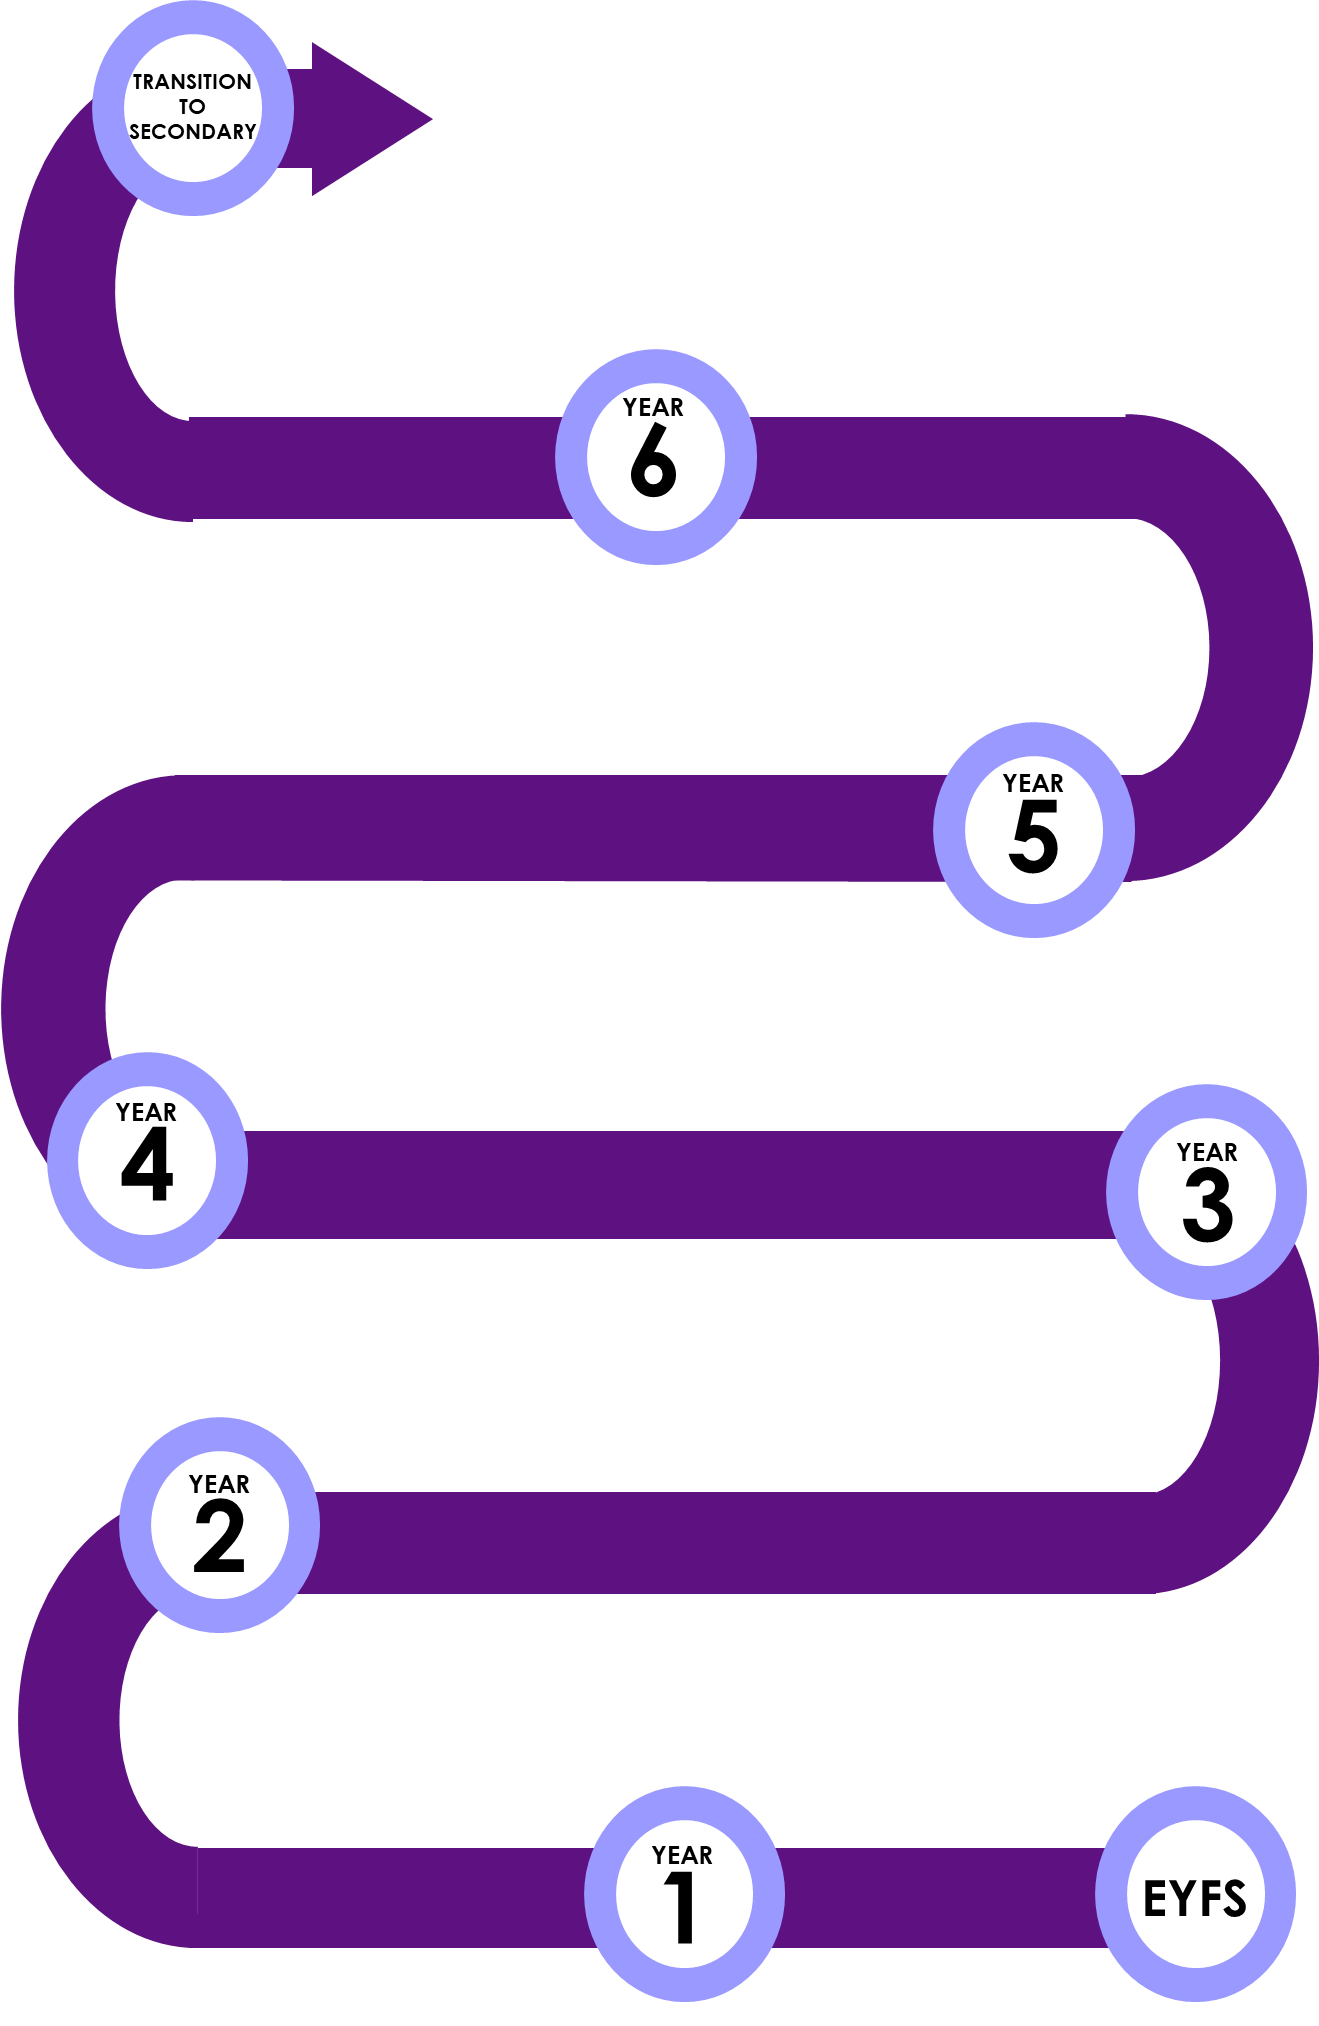 TRANSITION
TO
SECONDARY
YEAR
6
YEAR
5
YEAR
4
YEAR
3
YEAR
2
YEAR
1
EYFS